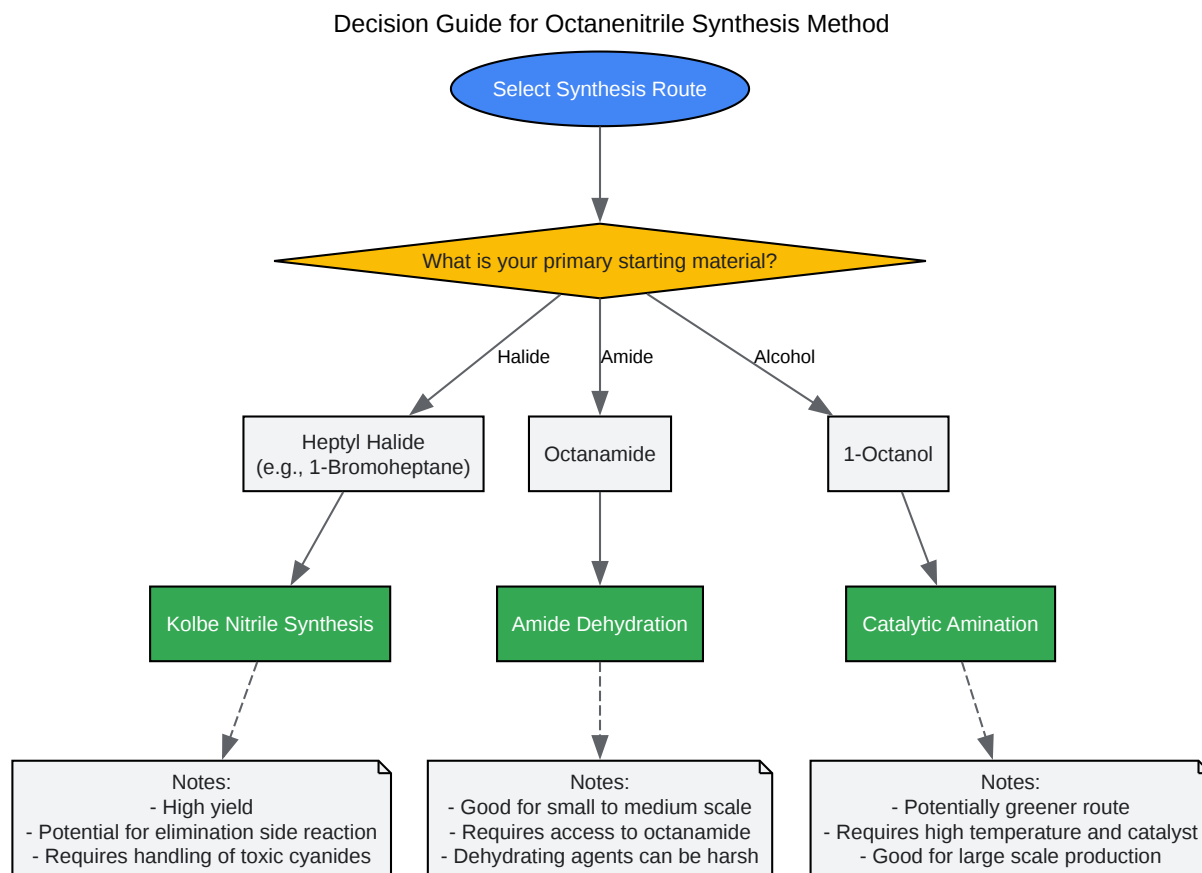 Decision Guide for Octanenitrile Synthesis Method
Select Synthesis Route
What is your primary starting material?
Halide
Amide
Alcohol
Heptyl Halide
(e.g., 1-Bromoheptane)
Octanamide
1-Octanol
Kolbe Nitrile Synthesis
Amide Dehydration
Catalytic Amination
Notes:
- High yield
- Potential for elimination side reaction
- Requires handling of toxic cyanides
Notes:
- Good for small to medium scale
- Requires access to octanamide
- Dehydrating agents can be harsh
Notes:
- Potentially greener route
- Requires high temperature and catalyst
- Good for large scale production